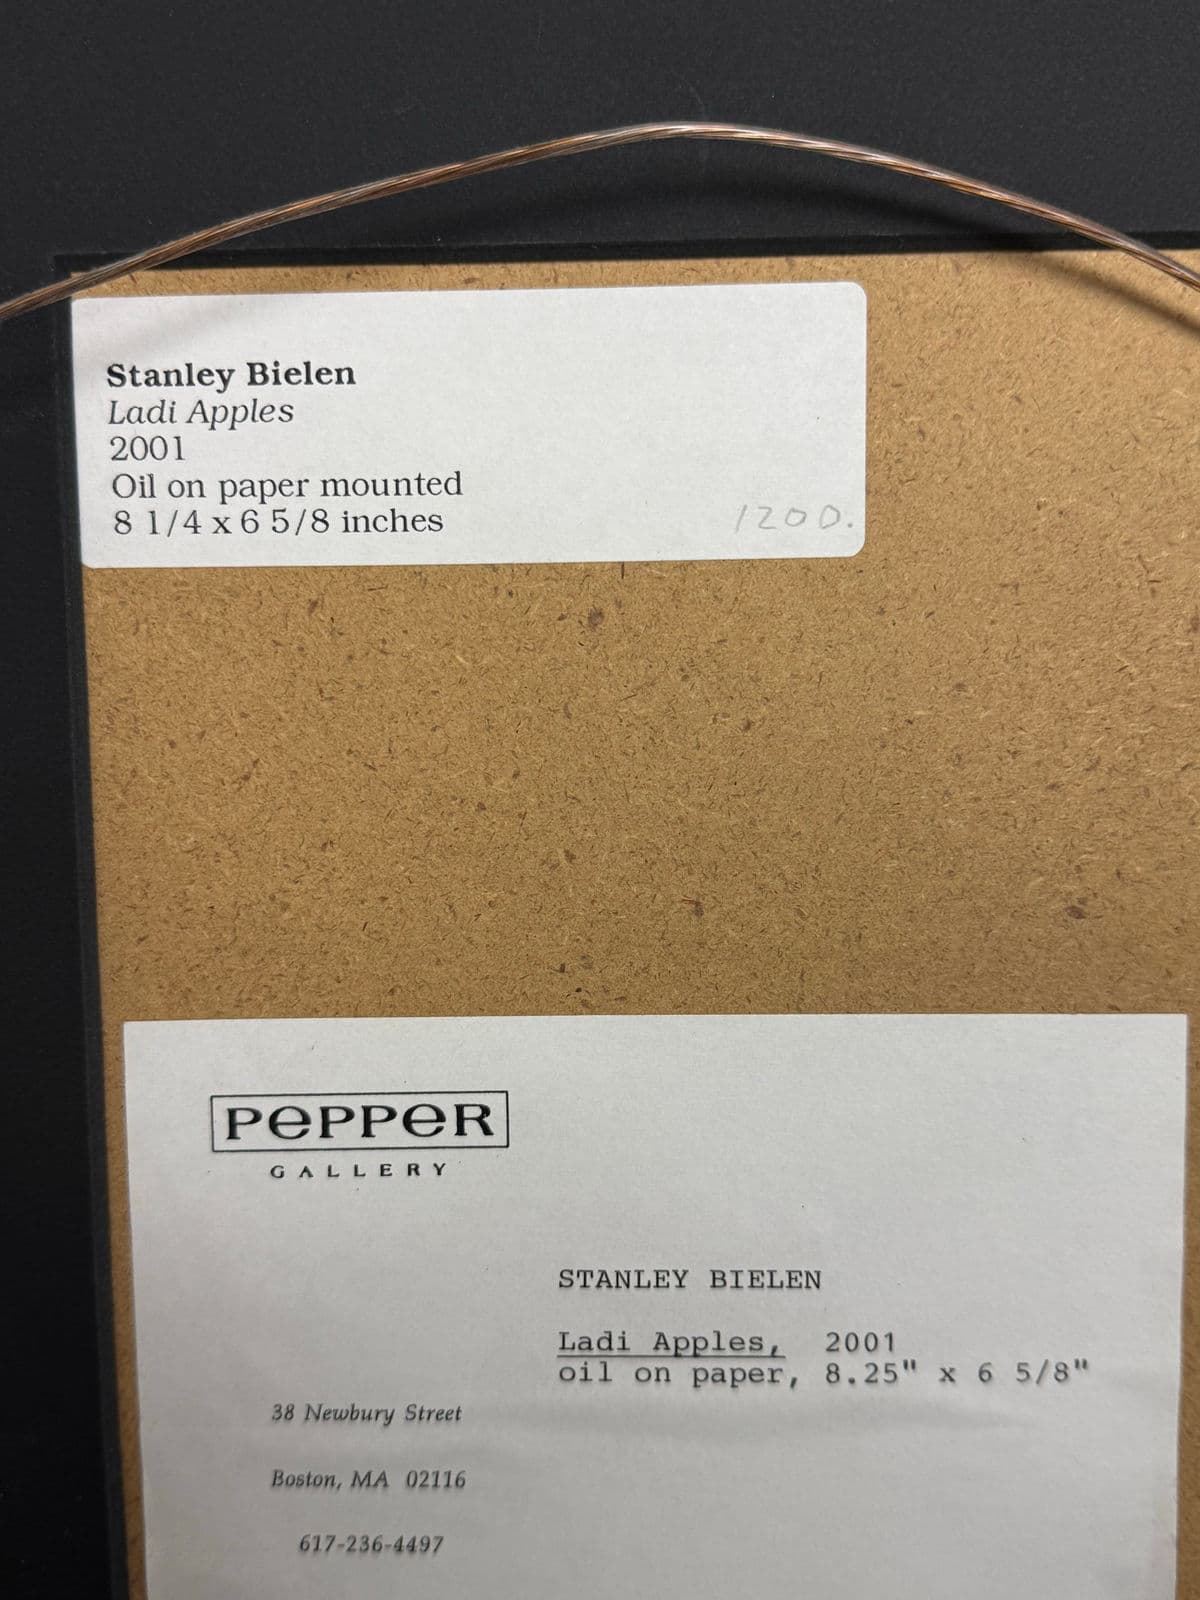 Stanley Bielen
Ladi Apples
2001
Oil on paper mounted
8 1/4 x 6 5/8 inches
1200.
PEPPER
GALLERY
STANLEY BIELEN
Ladi Apples, 2001
oil on paper, 8.25" x 6 5/8"
38 Newbury Street
Boston, MA 02116
617-236-4497